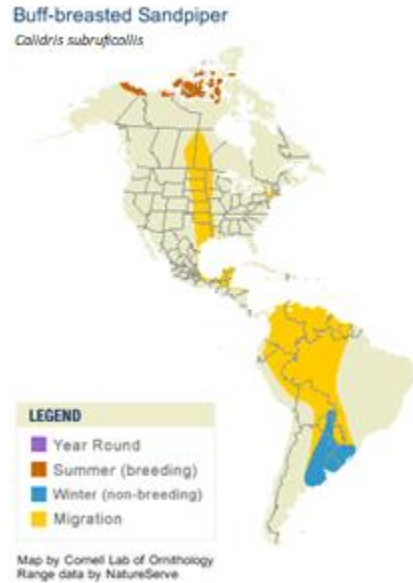 Buff-breasted Sandpiper
Calidris subruficollis
LEGEND
Year Round
Summer (breeding)
Winter (non-breeding)
Migration
Map by Cornell Lab of Ornithology
Range data by NatureServe